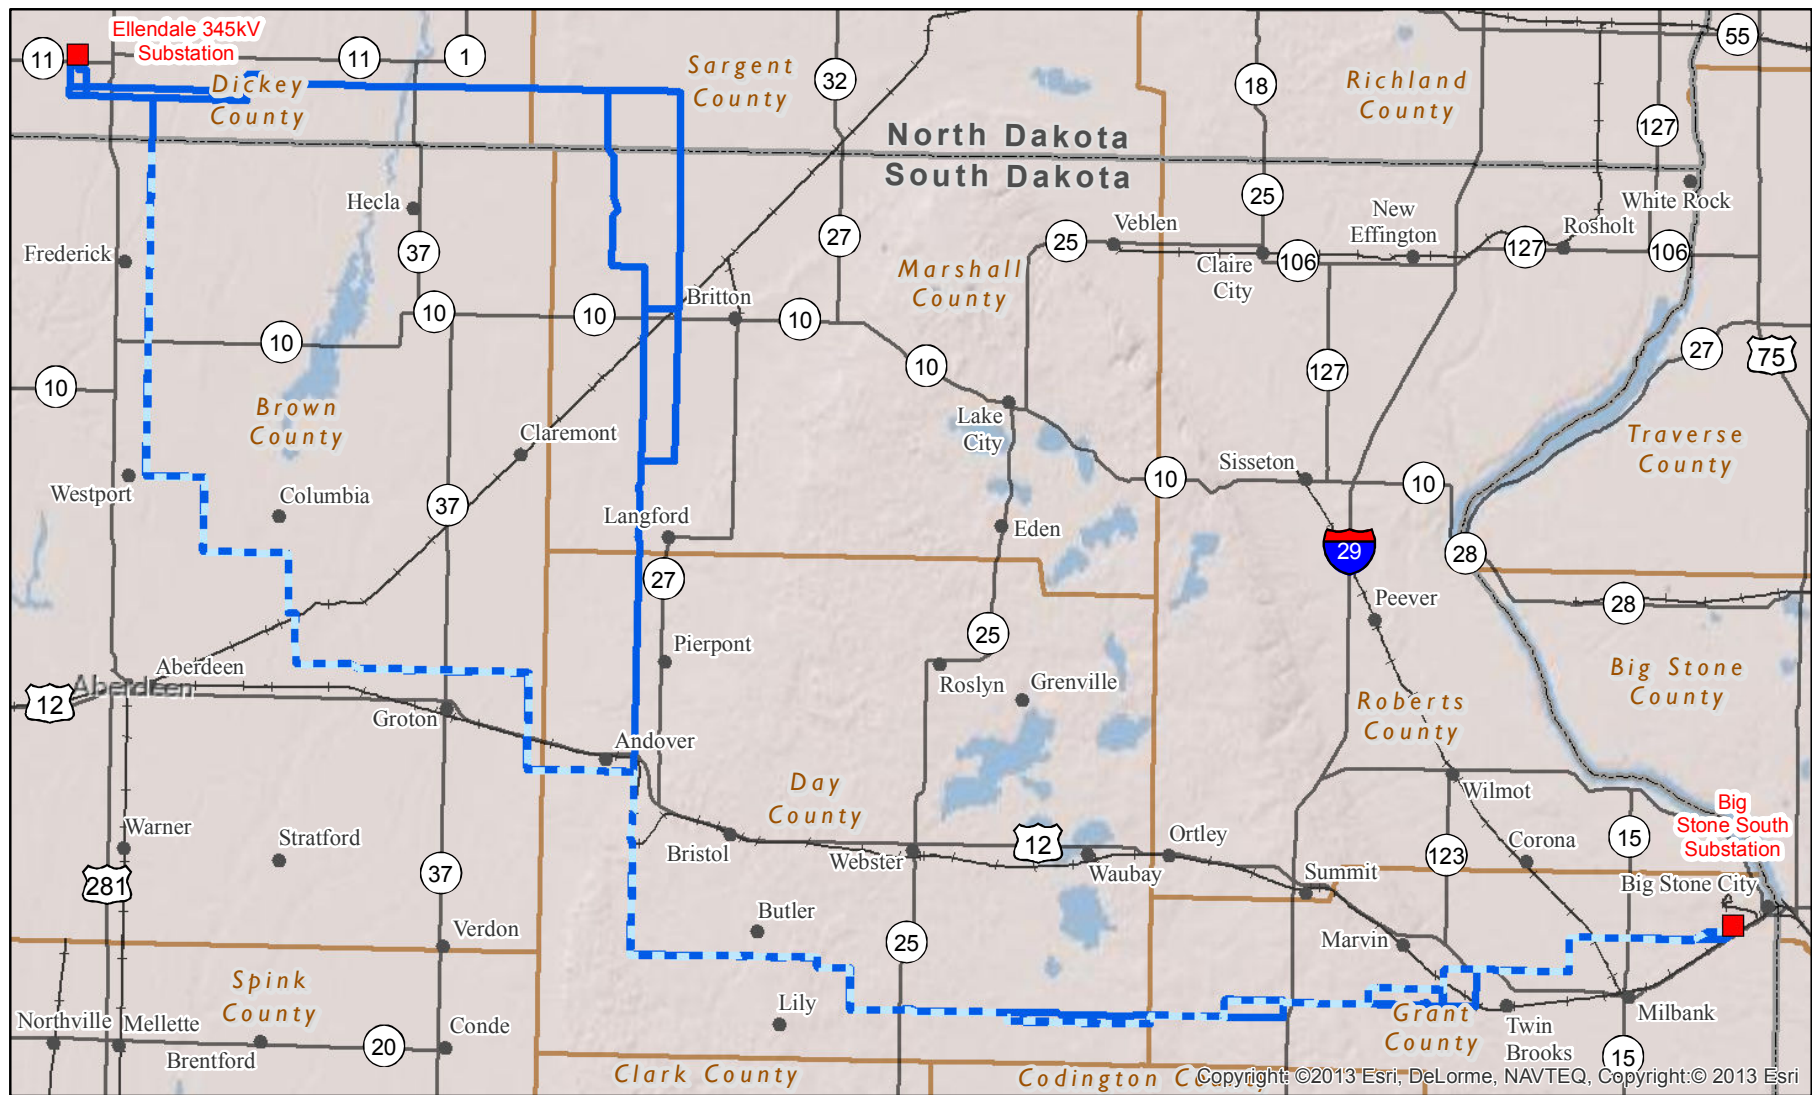 Ellendale 345kV
Substation
11
11
1
Dickey
County
Sargent
County
32
18
Richland
County
55
127
North Dakota
South Dakota
Hecla
Frederick
37
27
25
Veblen
25
Claire
City
106
New
Effington
127
Rosholt
White Rock
106
Marshall
County
Britton
10
10
10
10
10
10
27
75
127
Brown
County
Claremont
Lake
City
Traverse
County
Westport
Columbia
37
Langford
Eden
Sisseton
10
10
29
28
28
27
Peever
Pierpont
25
Roslyn
Grenville
Big Stone
County
Roberts
County
Aberdeen
Aberdeen
12
Groton
Andover
Day
County
Wilmot
Big
Stone South
Substation
Warner
Stratford
Bristol
Webster
12
Waubay
Ortley
Summit
123
Corona
15
Big Stone City
281
37
Verdon
Butler
25
Marvin
Spink
County
Lily
Grant
County
Twin
Brooks
Milbank
Northville
Mellette
Brentford
20
Conde
15
Clark County
Codington County
Copyright: ©2013 Esri, DeLorme, NAVTEQ, Copyright:© 2013 Esri